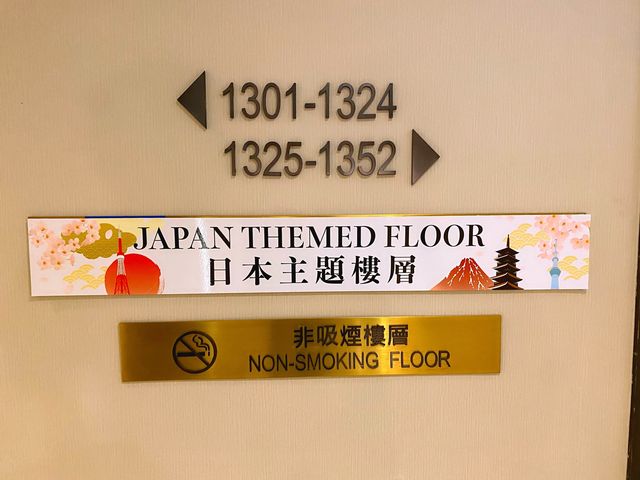 1301-1324
1325-1352
JAPAN THEMED FLOOR
日本主題樓層
非吸煙樓層
NON-SMOKING FLOOR